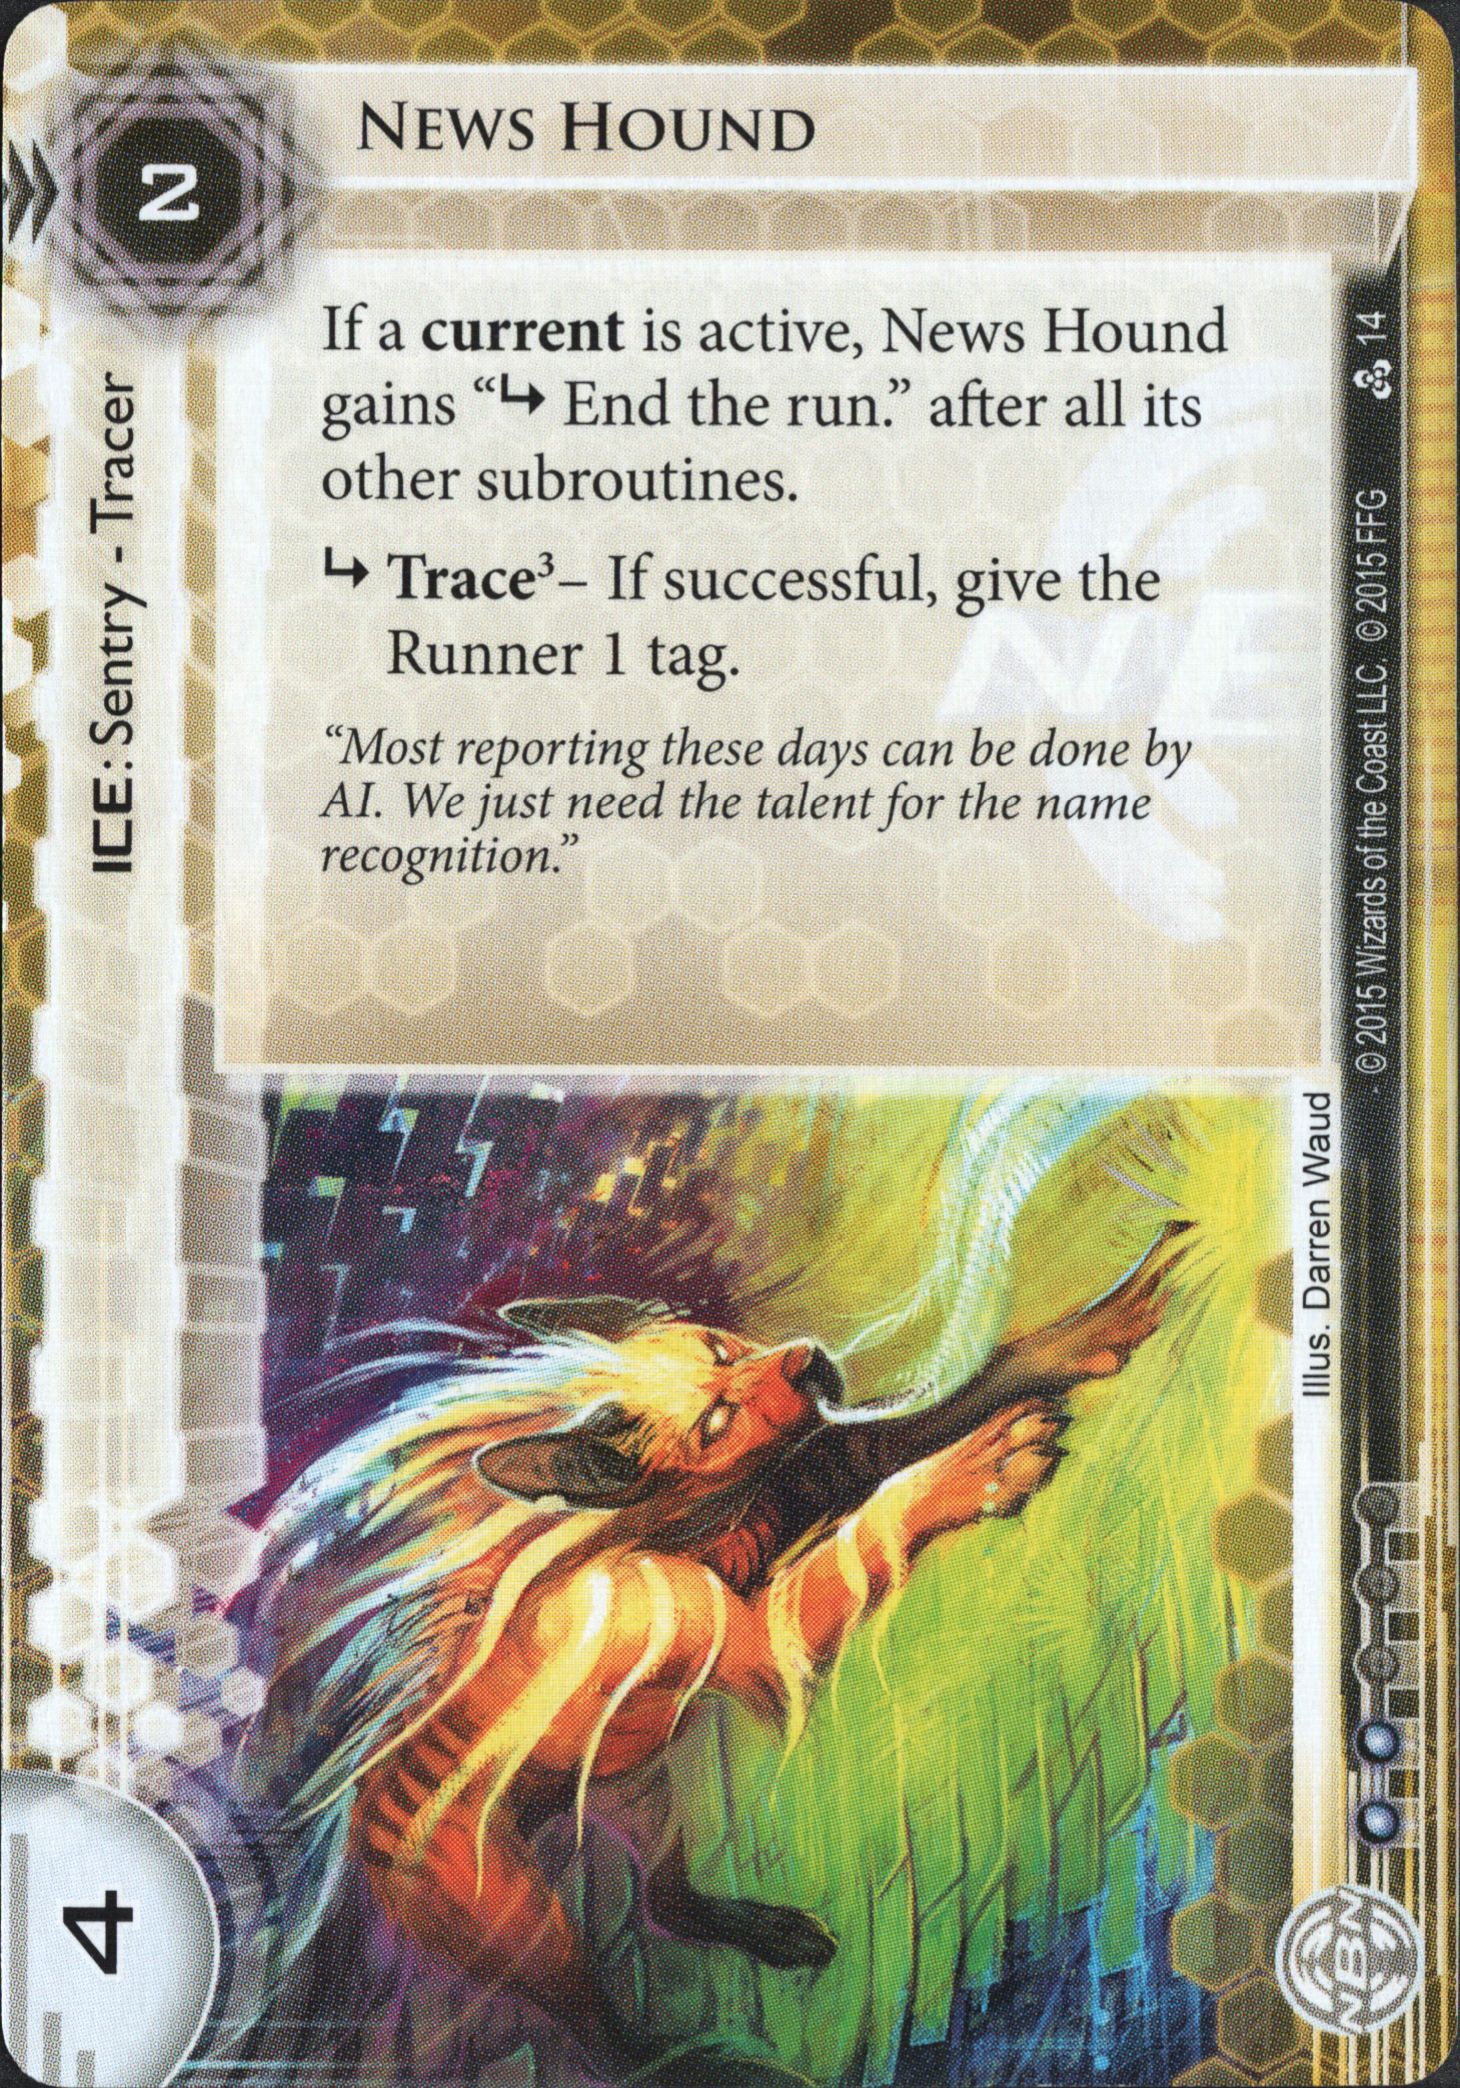 NEWS HOUND
2
If a current is active, News Hound
gains “↳ End the run.” after all its
other subroutines.
↳ Trace³– If successful, give the
Runner 1 tag.
“Most reporting these days can be done by
AI. We just need the talent for the name
recognition.”
ICE: Sentry - Tracer
4
Illus. Darren Waud
© 2015 Wizards of the Coast LLC. © 2015 FFG 14
NBN